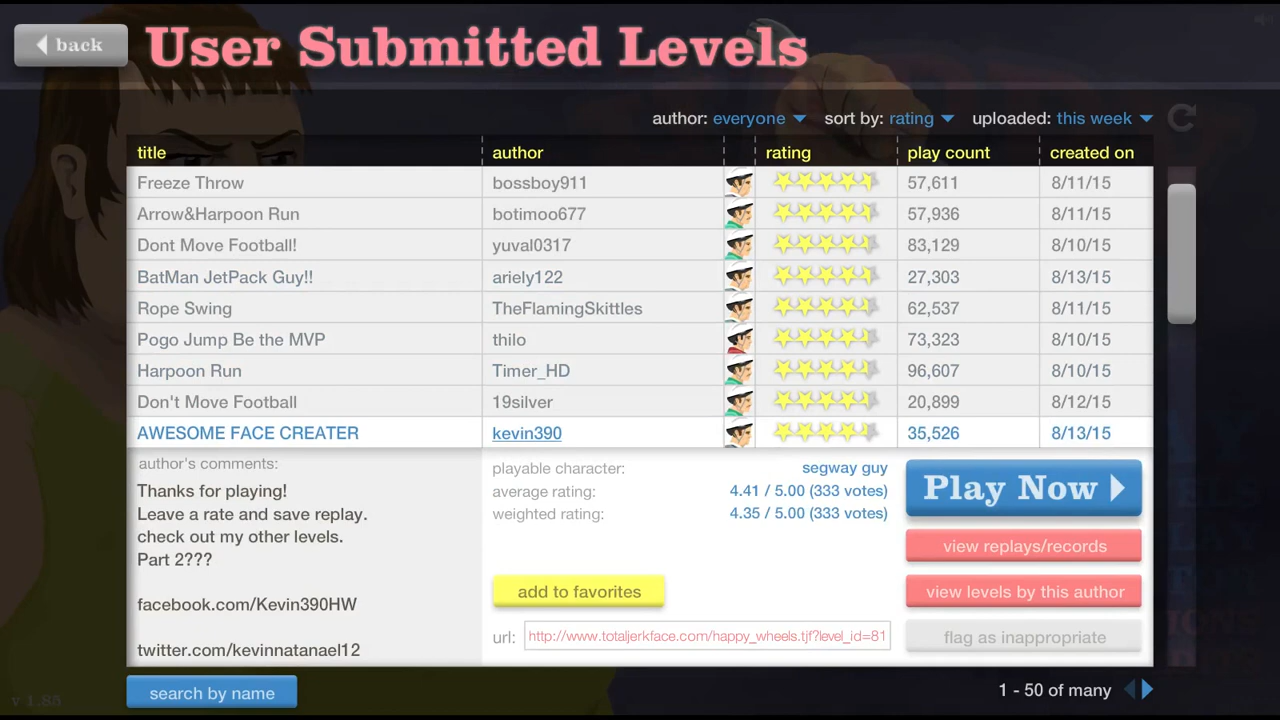 back
User Submitted Levels
author: everyone sort by: rating uploaded: this week
title author rating play count created on
Freeze Throw bossboy911 57,611 8/11/15
Arrow&Harpoon Run botimoo677 57,936 8/11/15
Dont Move Football! yuval0317 83,129 8/10/15
BatMan JetPack Guy!! ariely122 27,303 8/13/15
Rope Swing TheFlamingSkittles 62,537 8/11/15
Pogo Jump Be the MVP thilo 73,323 8/10/15
Harpoon Run Timer_HD 96,607 8/10/15
Don't Move Football 19silver 20,899 8/12/15
AWESOME FACE CREATER kevin390 35,526 8/13/15
author's comments:
Thanks for playing!
Leave a rate and save replay.
check out my other levels.
Part 2???
facebook.com/Kevin390HW
twitter.com/kevinnatanael12
playable character: segway guy
average rating: 4.41 / 5.00 (333 votes)
weighted rating: 4.35 / 5.00 (333 votes)
add to favorites
url: http://www.totaljerkface.com/happy_wheels.tjf?level_id=81
Play Now
view replays/records
view levels by this author
flag as inappropriate
search by name
1 - 50 of many
v 1.85